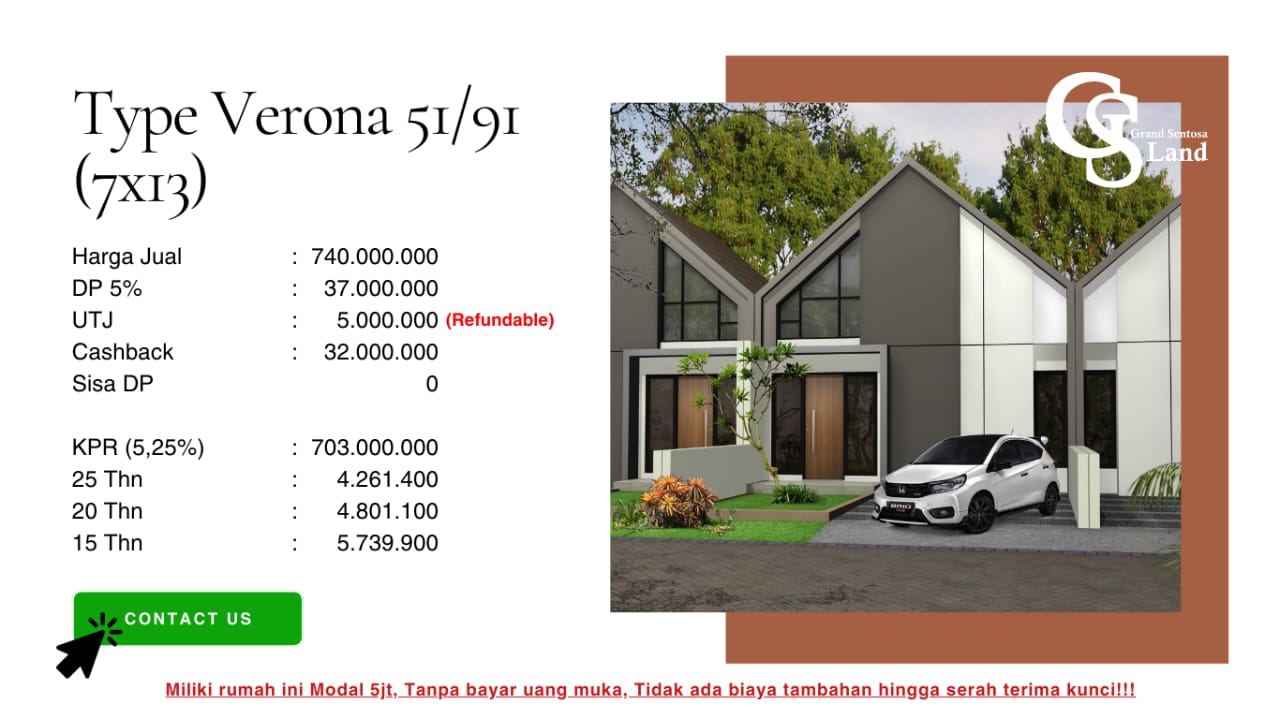 Type Verona 51/91
(7x13)
Harga Jual : 740.000.000
DP 5% : 37.000.000
UTJ : 5.000.000 (Refundable)
Cashback : 32.000.000
Sisa DP 0
KPR (5,25%) : 703.000.000
25 Thn : 4.261.400
20 Thn : 4.801.100
15 Thn : 5.739.900
CONTACT US
GS
Grand Sentosa
Land
BRIO
Miliki rumah ini Modal 5jt, Tanpa bayar uang muka, Tidak ada biaya tambahan hingga serah terima kunci!!!